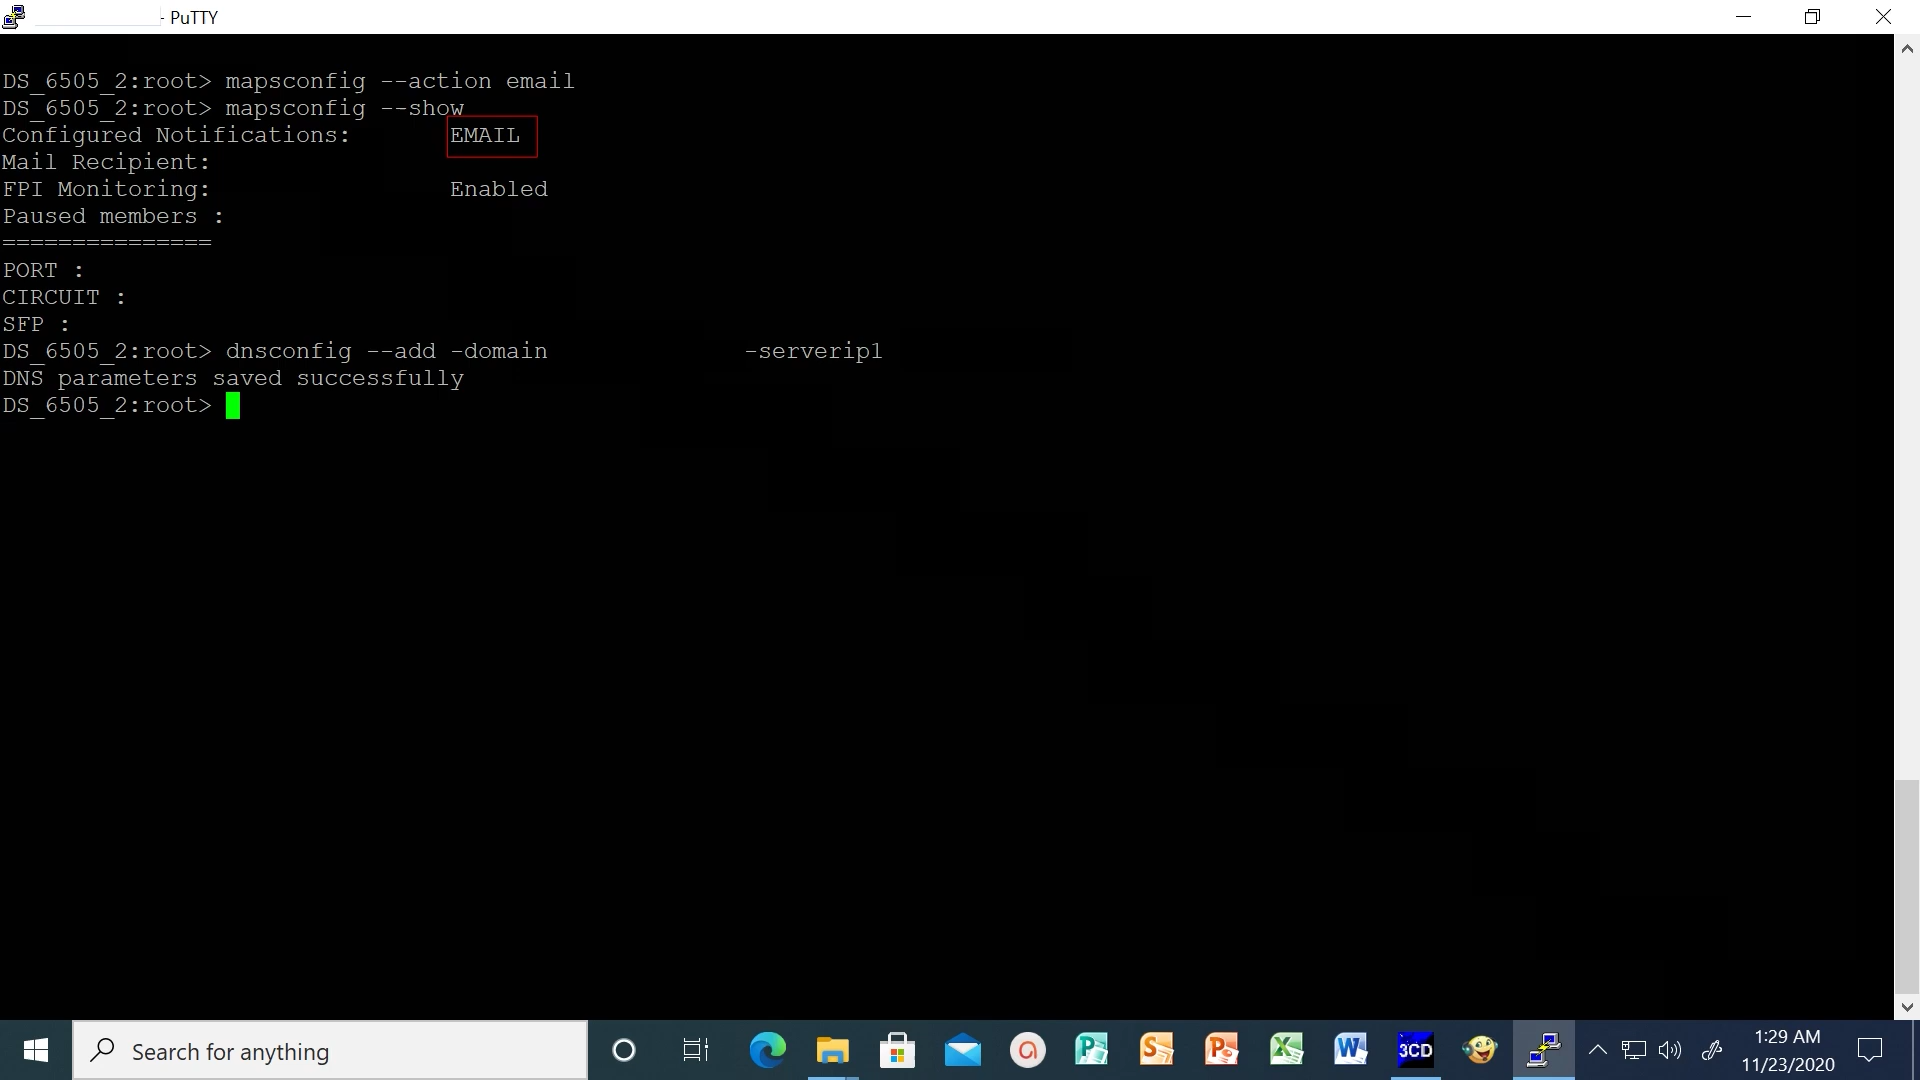 - PuTTY
DS_6505_2:root> mapsconfig --action email
DS_6505_2:root> mapsconfig --show
Configured Notifications: EMAIL
Mail Recipient:
FPI Monitoring: Enabled
Paused members :
===============
PORT :
CIRCUIT :
SFP :
DS_6505_2:root> dnsconfig --add -domain -serverip1
DNS parameters saved successfully
DS_6505_2:root>
Search for anything
3CD
1:29 AM
11/23/2020